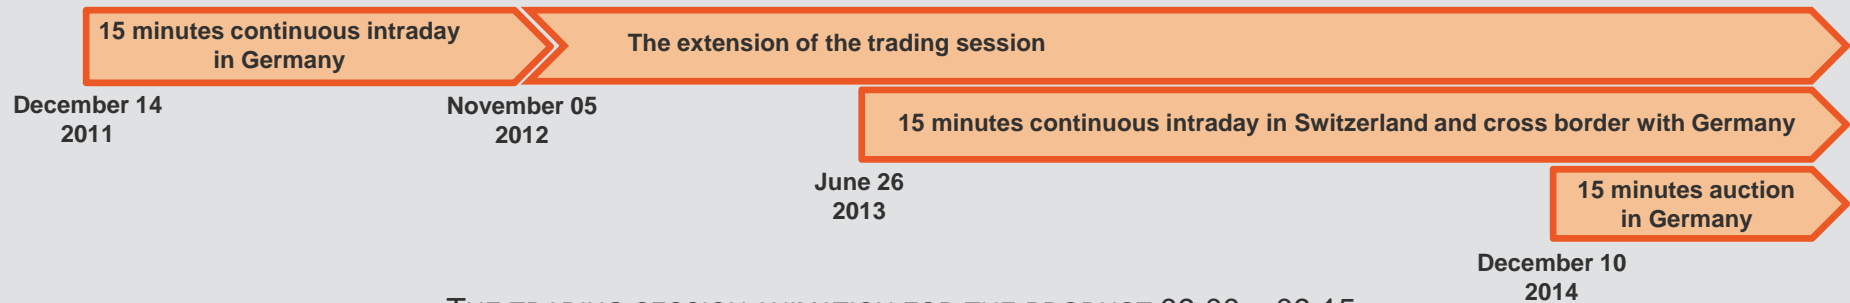 15 minutes continuous intraday
in Germany
The extension of the trading session
December 14
2011
November 05
2012
15 minutes continuous intraday in Switzerland and cross border with Germany
June 26
2013
15 minutes auction
in Germany
December 10
2014